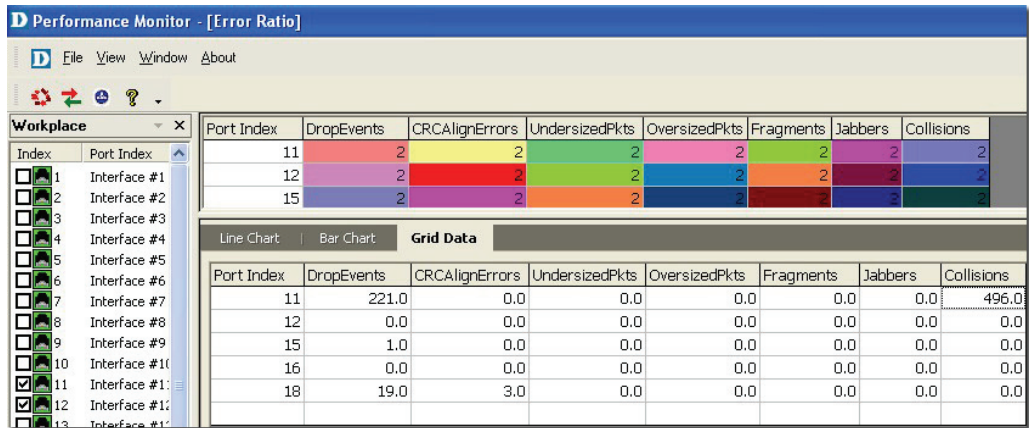 D Performance Monitor - [Error Ratio]
D File View Window About
Workplace
Index Port Index
1 Interface #1
2 Interface #2
3 Interface #3
4 Interface #4
5 Interface #5
6 Interface #6
7 Interface #7
8 Interface #8
9 Interface #9
10 Interface #1
11 Interface #1
12 Interface #1
13 Interface #1
Port Index DropEvents CRCAlignErrors UndersizedPkts OversizedPkts Fragments Jabbers Collisions
11 2 2 2 2 2 2 2
12 2 2 2 2 2 2 2
15 2 2 2 2 2 2 2
Line Chart | Bar Chart Grid Data
Port Index DropEvents CRCAlignErrors UndersizedPkts OversizedPkts Fragments Jabbers Collisions
11 221.0 0.0 0.0 0.0 0.0 0.0 496.0
12 0.0 0.0 0.0 0.0 0.0 0.0 0.0
15 1.0 0.0 0.0 0.0 0.0 0.0 0.0
16 0.0 0.0 0.0 0.0 0.0 0.0 0.0
18 19.0 3.0 0.0 0.0 0.0 0.0 0.0